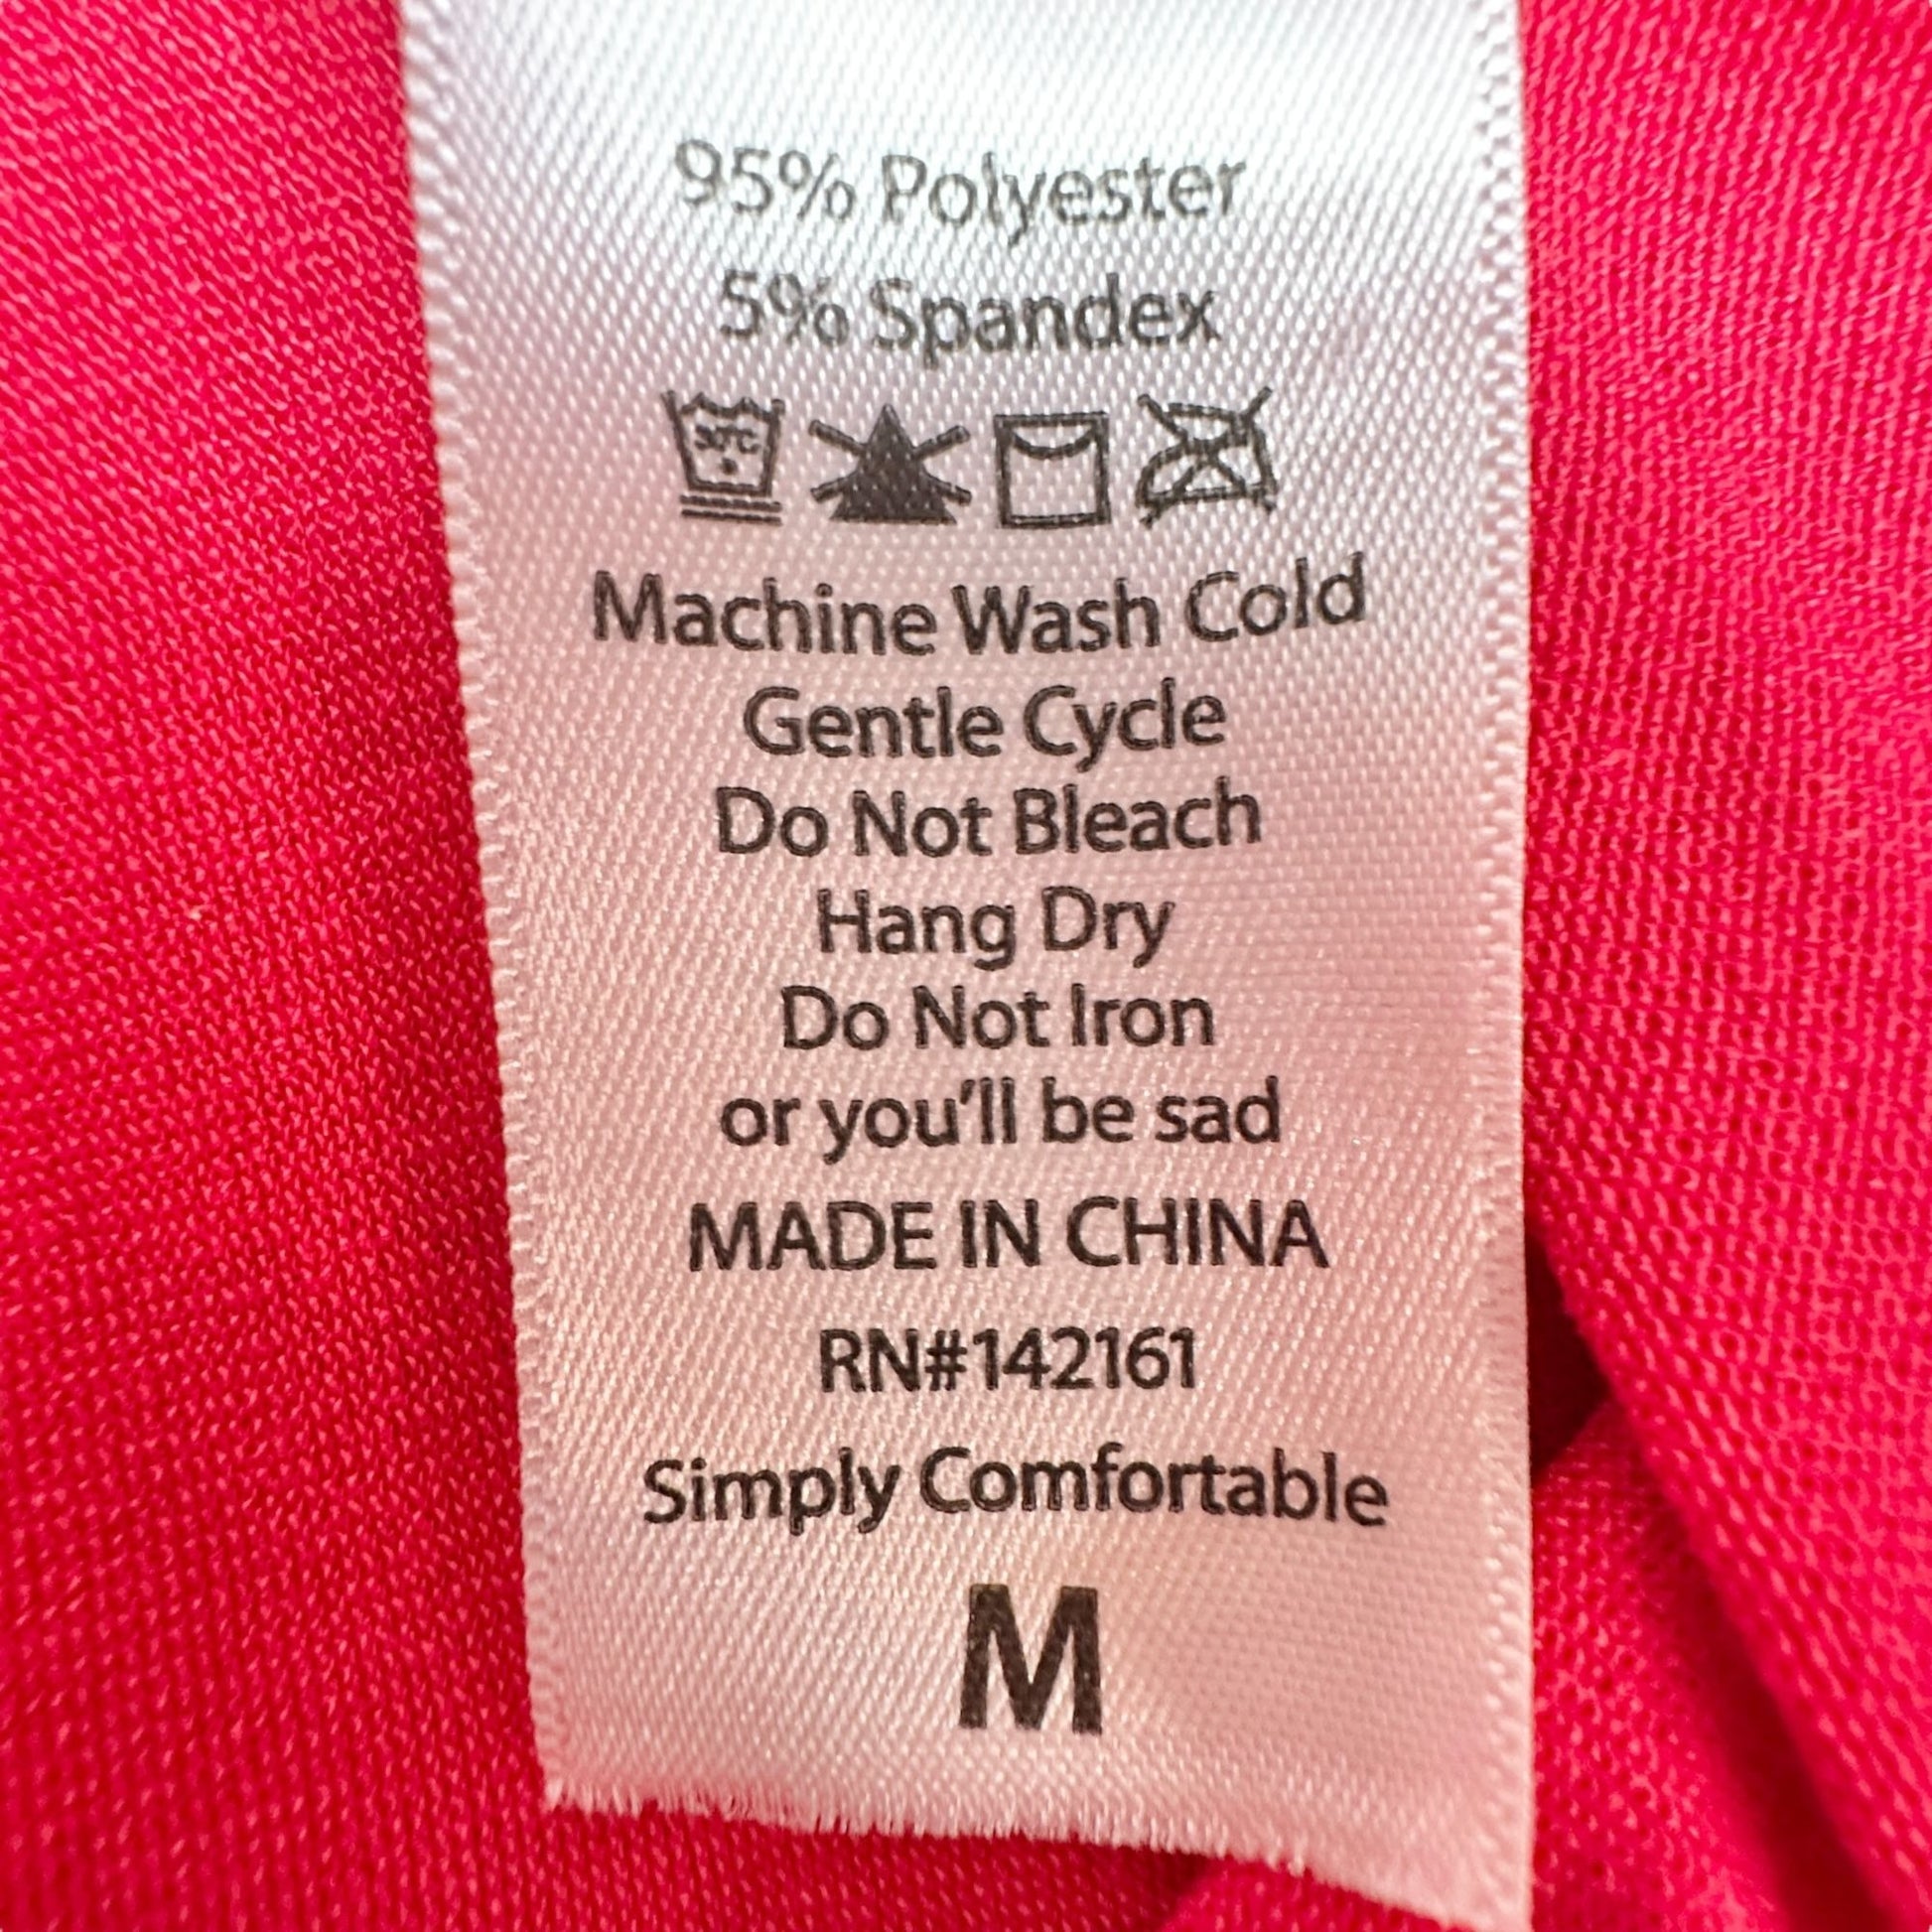 95% Polyester
5% Spandex
30°C
Machine Wash Cold
Gentle Cycle
Do Not Bleach
Hang Dry
Do Not Iron
or you'll be sad
MADE IN CHINA
RN#142161
Simply Comfortable
M